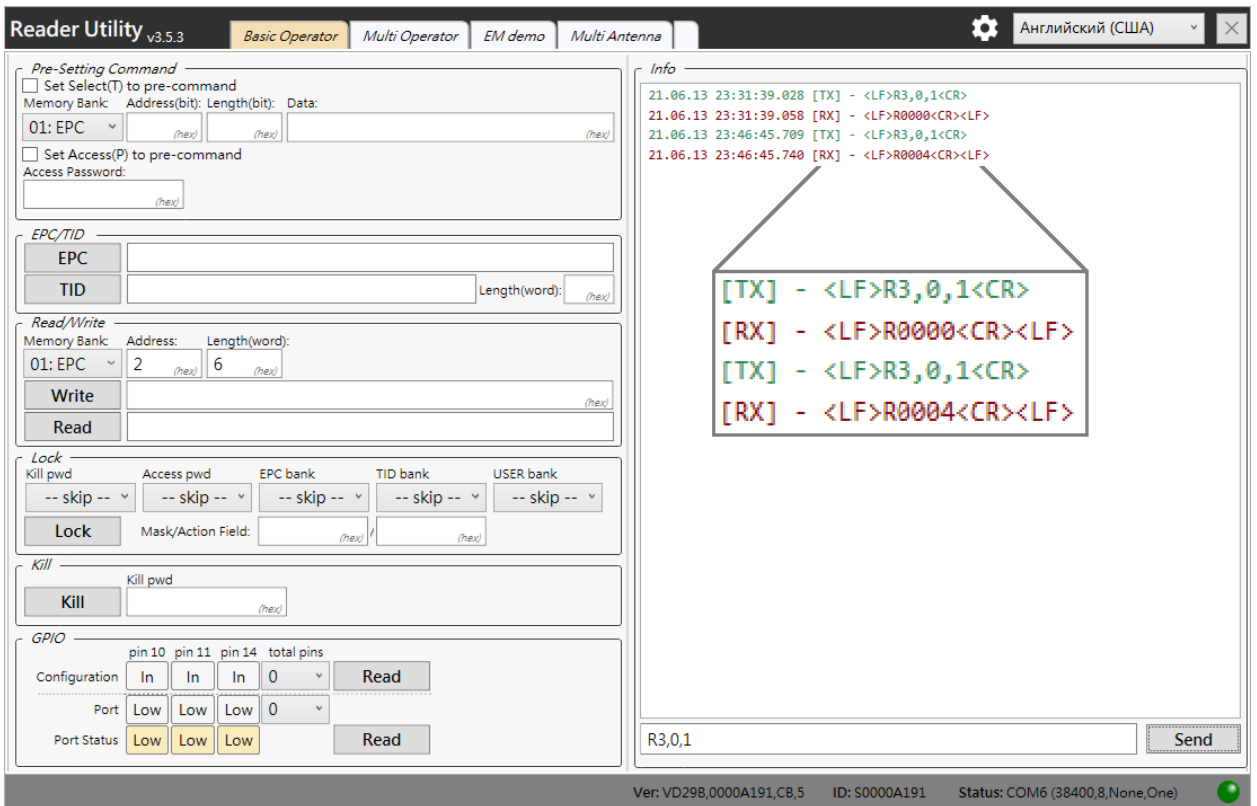 Reader Utility v3.5.3
Basic Operator
Multi Operator
EM demo
Multi Antenna
Английский (США)
Pre-Setting Command
Set Select(T) to pre-command
Memory Bank: Address(bit): Length(bit): Data:
01: EPC (hex) (hex) (hex)
Set Access(P) to pre-command
Access Password:
(hex)
EPC/TID
EPC
TID Length(word): (hex)
Read/Write
Memory Bank: Address: Length(word):
01: EPC 2 (hex) 6 (hex)
Write (hex)
Read
Lock
Kill pwd Access pwd EPC bank TID bank USER bank
-- skip -- -- skip -- -- skip -- -- skip -- -- skip --
Lock Mask/Action Field: (hex) / (hex)
Kill
Kill pwd
Kill (hex)
GPIO
pin 10 pin 11 pin 14 total pins
Configuration In In In 0 Read
Port Low Low Low 0
Port Status Low Low Low Read
Info
21.06.13 23:31:39.028 [TX] - <LF>R3,0,1<CR>
21.06.13 23:31:39.058 [RX] - <LF>R0000<CR><LF>
21.06.13 23:46:45.709 [TX] - <LF>R3,0,1<CR>
21.06.13 23:46:45.740 [RX] - <LF>R0004<CR><LF>
[TX] - <LF>R3,0,1<CR>
[RX] - <LF>R0000<CR><LF>
[TX] - <LF>R3,0,1<CR>
[RX] - <LF>R0004<CR><LF>
R3,0,1 Send
Ver: VD29B,0000A191,CB,5 ID: S0000A191 Status: COM6 (38400,8,None,One)